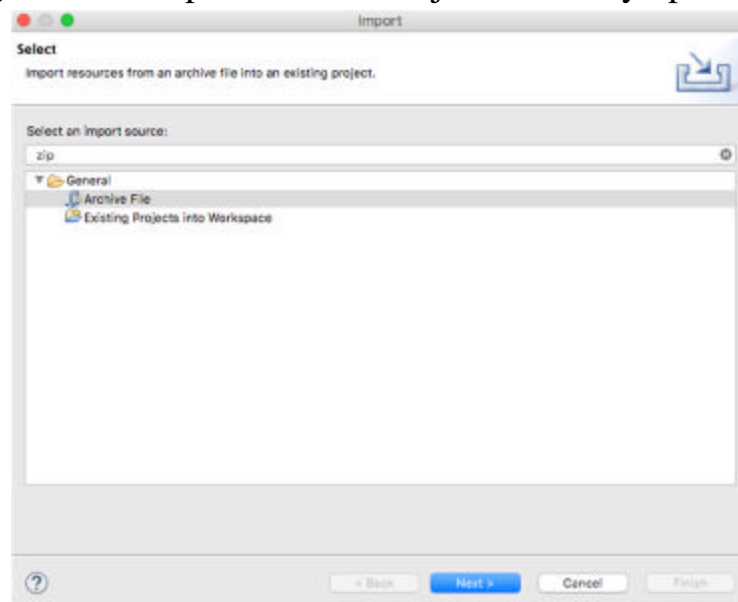 Import
Select
Import resources from an archive file into an existing project.
Select an import source:
zip
General
Archive File
Existing Projects into Workspace
?
< Back Next > Cancel Finish